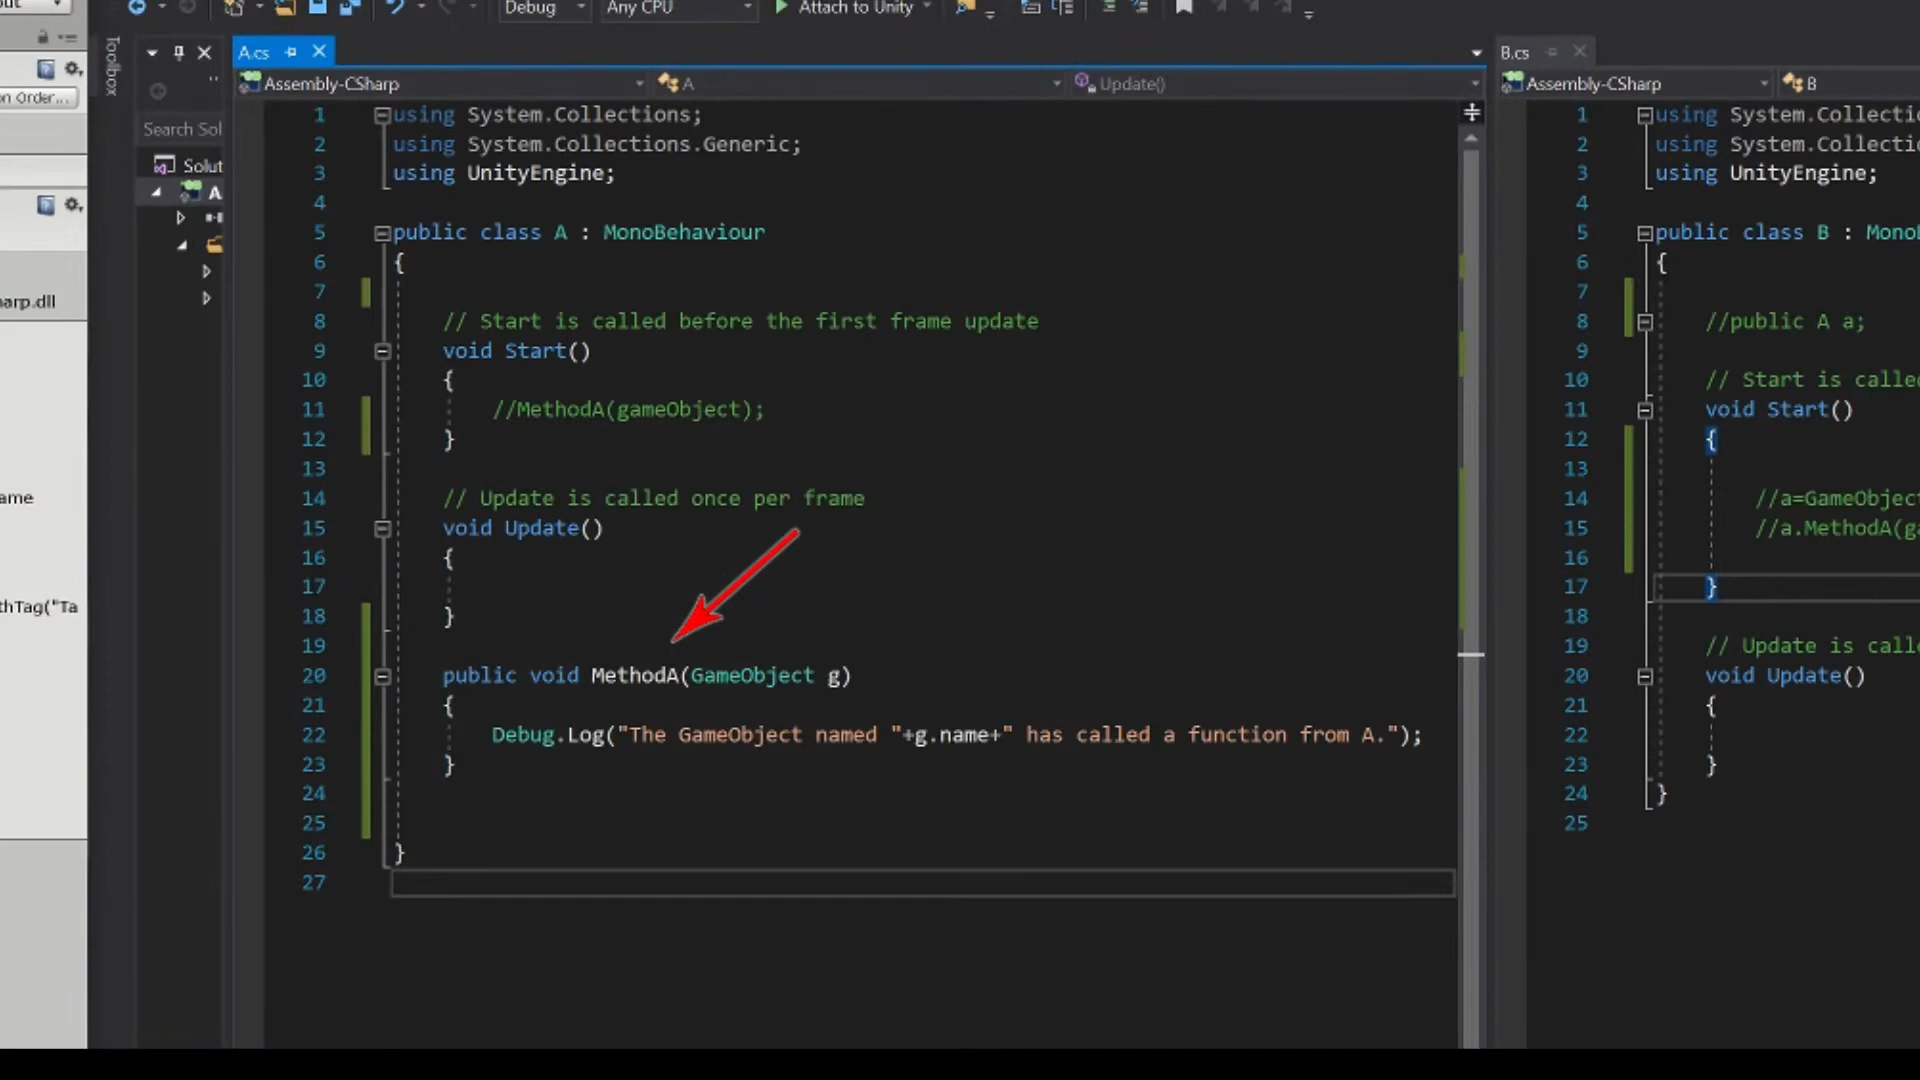 Debug
Any CPU
Attach to Unity
Toolbox
A.cs
B.cs
Assembly-CSharp
A
Update()
Assembly-CSharp
B
on Order...
Search Sol
Solut
A
arp.dll
ame
thTag("Ta
1 using System.Collections;
2 using System.Collections.Generic;
3 using UnityEngine;
4
5 public class A : MonoBehaviour
6 {
7
8 // Start is called before the first frame update
9 void Start()
10 {
11 //MethodA(gameObject);
12 }
13
14 // Update is called once per frame
15 void Update()
16 {
17
18 }
19
20 public void MethodA(GameObject g)
21 {
22 Debug.Log("The GameObject named "+g.name+" has called a function from A.");
23 }
24
25
26 }
27
1 using System.Collecti
2 using System.Collection
3 using UnityEngine;
4
5 public class B : Mono
6 {
7
8 //public A a;
9
10 // Start is calle
11 void Start()
12 {
13
14 //a=GameObject
15 //a.MethodA(ga
16
17 }
18
19 // Update is calle
20 void Update()
21 {
22
23 }
24 }
25